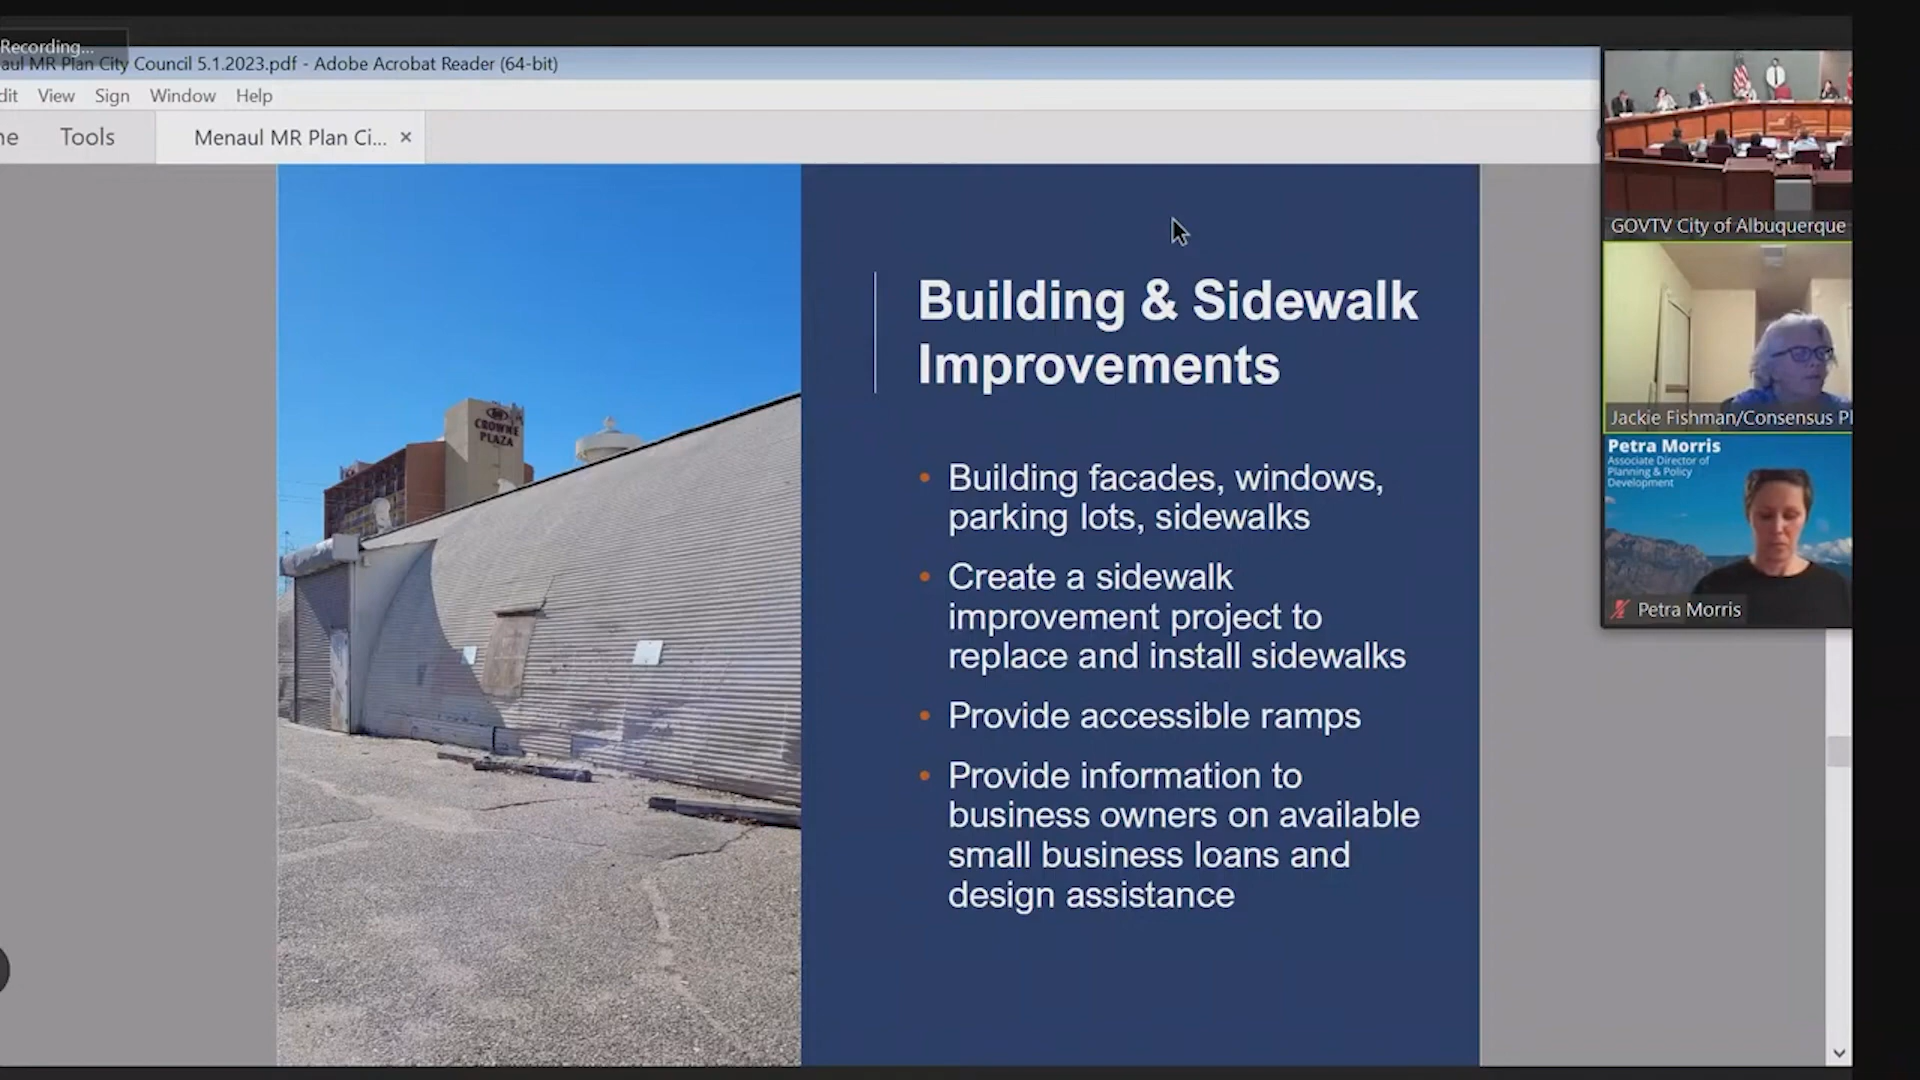 Recording...
aul MR Plan City Council 5.1.2023.pdf - Adobe Acrobat Reader (64-bit)
dit View Sign Window Help
ne Tools Menaul MR Plan Ci... ×
CROWNE
PLAZA
Building & Sidewalk
Improvements
• Building facades, windows,
parking lots, sidewalks
• Create a sidewalk
improvement project to
replace and install sidewalks
• Provide accessible ramps
• Provide information to
business owners on available
small business loans and
design assistance
GOVTV City of Albuquerque
Jackie Fishman/Consensus Pl
Petra Morris
Associate Director of
Planning & Policy
Development
Petra Morris